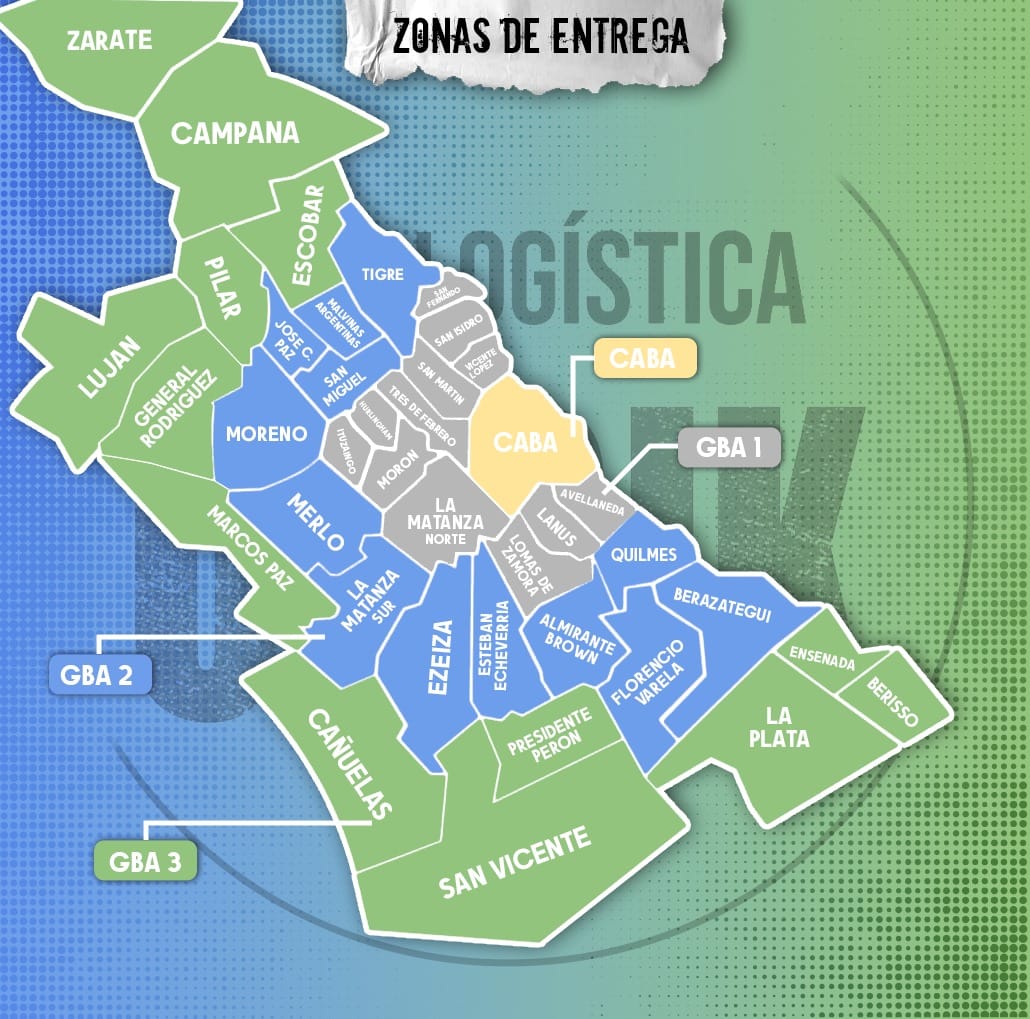 ZONAS DE ENTREGA
ZARATE
CAMPANA
ESCOBAR
PILAR
TIGRE
LOGÍSTICA
SAN
FERNANDO
MALVINAS
ARGENTINAS
JOSE C.
PAZ
SAN ISIDRO
VICENTE
LOPEZ
LUJAN
GENERAL
RODRIGUEZ
SAN
MIGUEL
SAN MARTIN
CABA
TRES DE FEBRERO
HURLINGHAM
MORENO
ITUZAINGO
MORON
CABA
GBA 1
AVELLANEDA
LA
MATANZA
NORTE
LANUS
MERLO
MARCOS PAZ
LOMAS DE
ZAMORA
QUILMES
LA
MATANZA
SUR
BERAZATEGUI
GBA 2
EZEIZA
ESTEBAN
ECHEVERRIA
ALMIRANTE
BROWN
FLORENCIO
VARELA
ENSENADA
BERISSO
LA
PLATA
CAÑUELAS
PRESIDENTE
PERON
GBA 3
SAN VICENTE